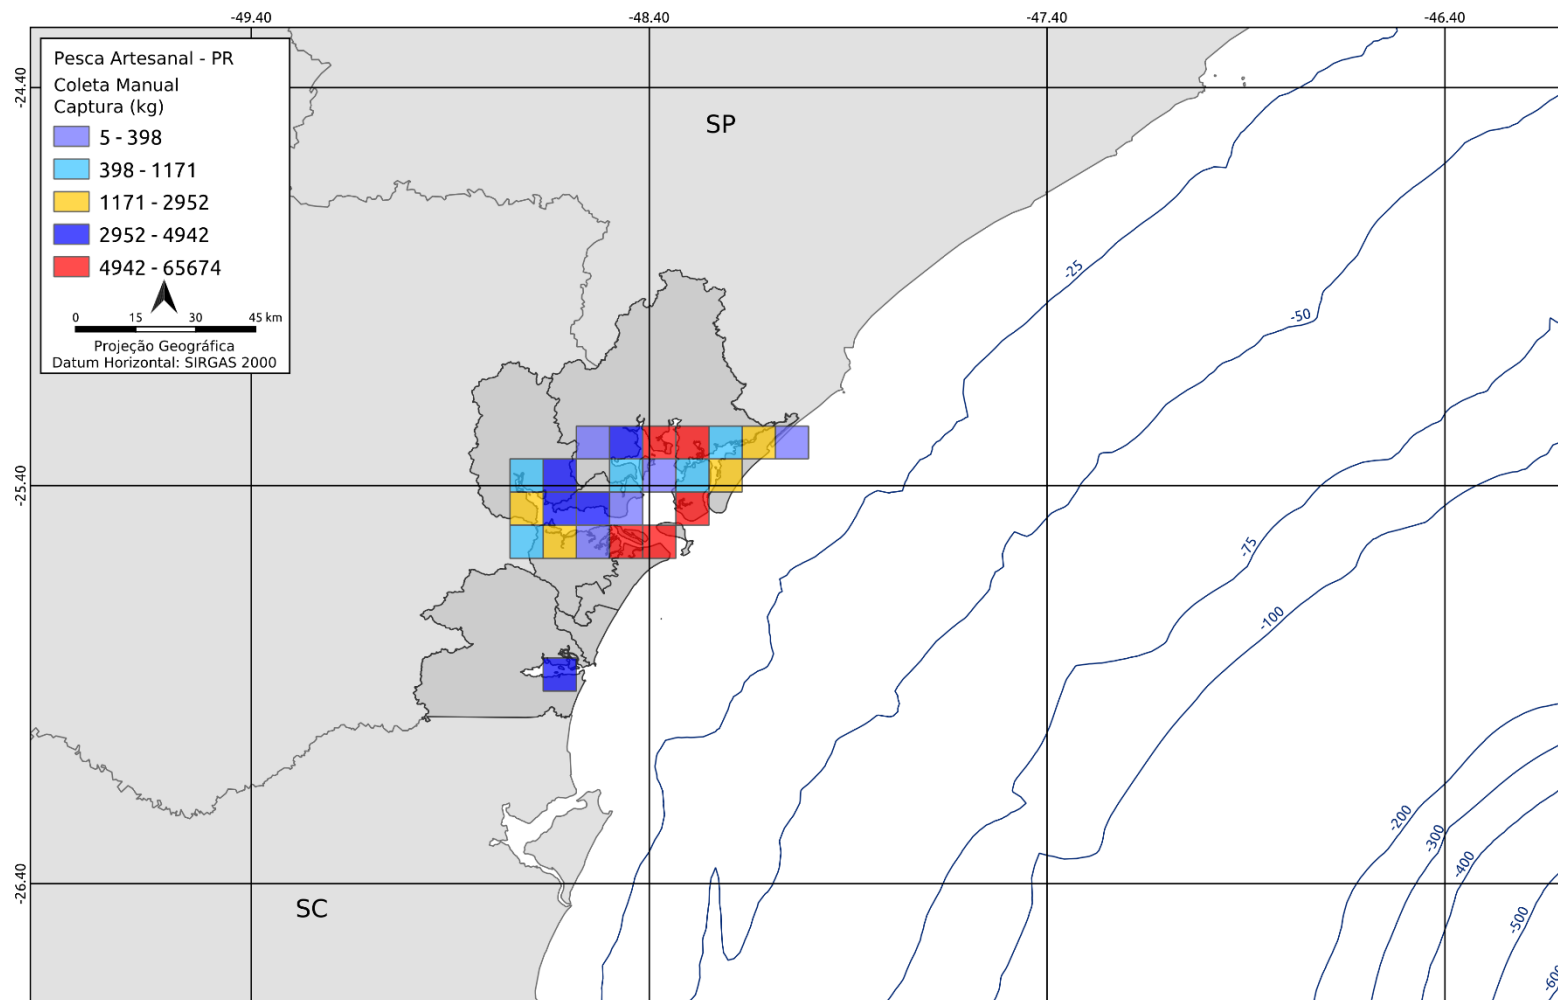 -49.40
-48.40
-47.40
-46.40
Pesca Artesanal - PR
Coleta Manual
Captura (kg)
5 - 398
398 - 1171
1171 - 2952
2952 - 4942
4942 - 65674
0 15 30 45 km
Projeção Geográfica
Datum Horizontal: SIRGAS 2000
-24.40
SP
-25
-50
-25.40
-75
-100
-200
-300
-400
-26.40
SC
-500
-600